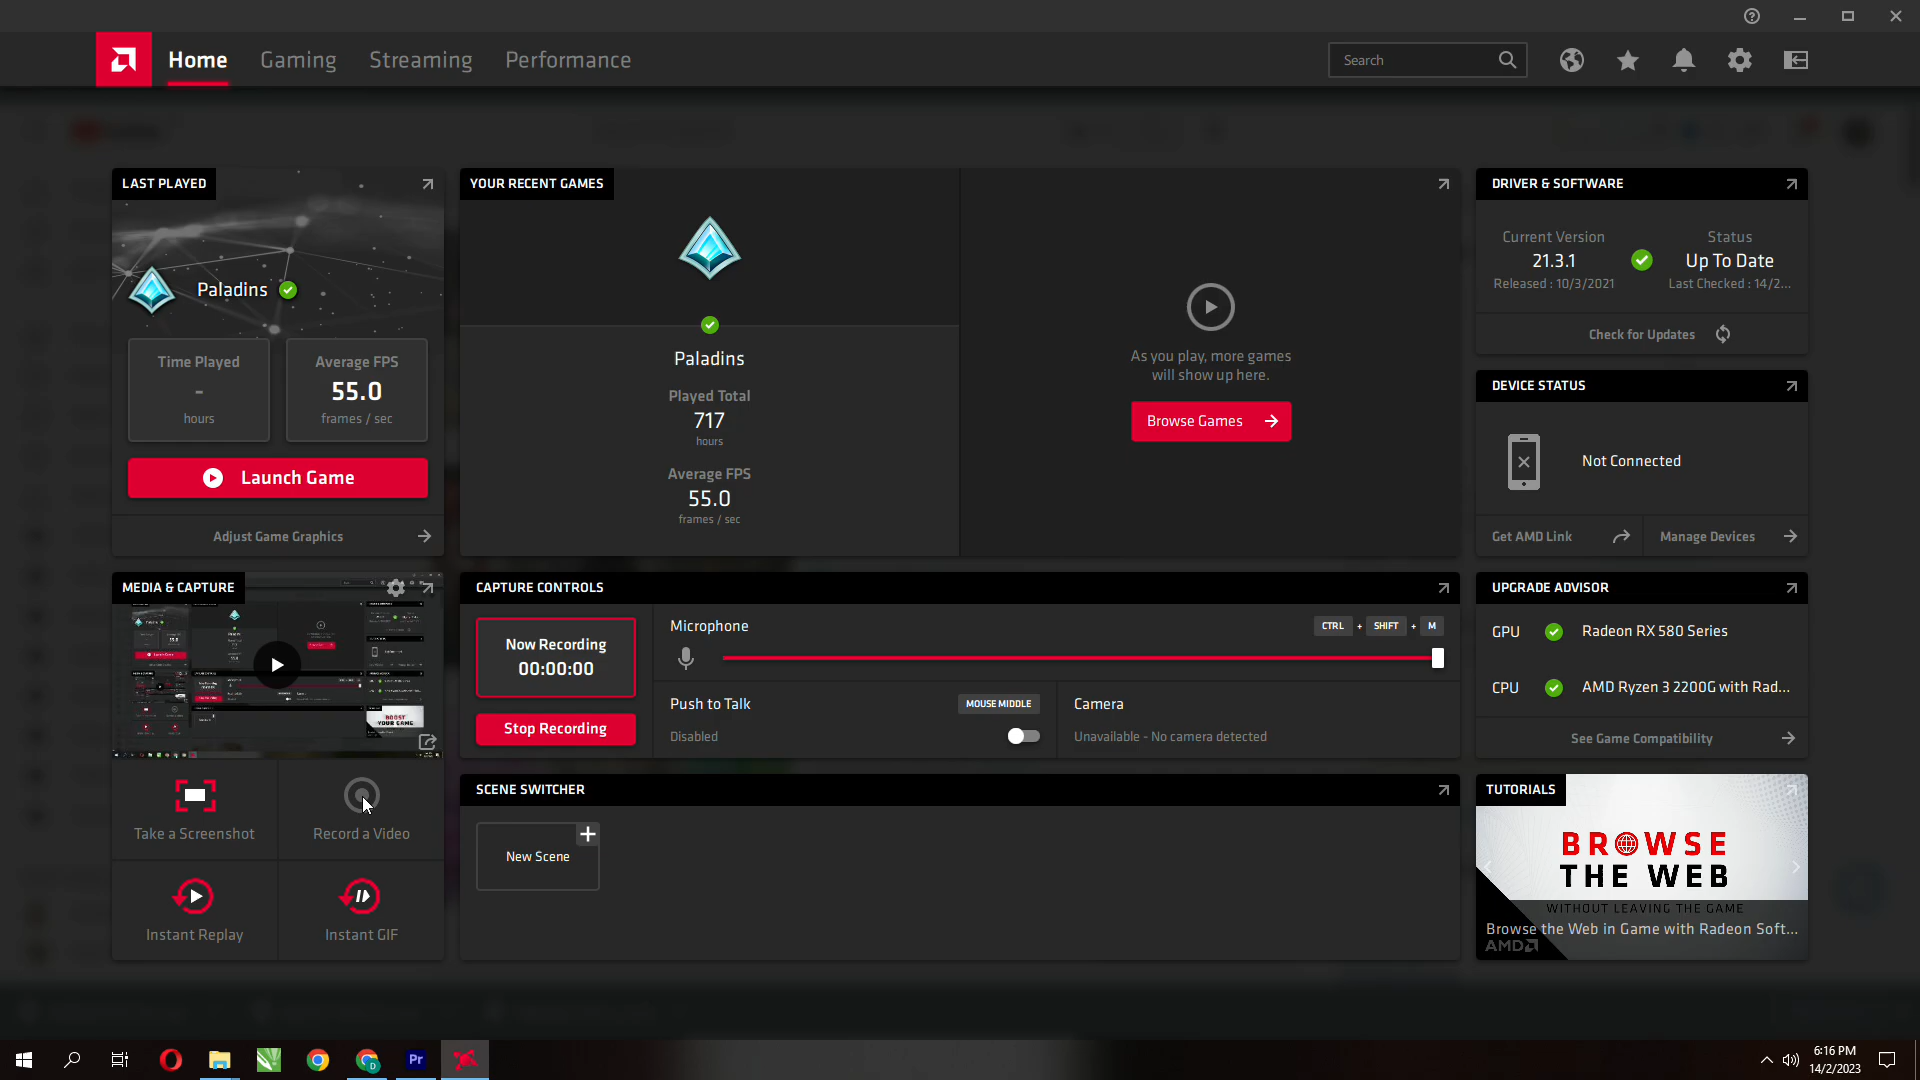 Home Gaming Streaming Performance
Search
LAST PLAYED
Paladins
Time Played
-
hours
Average FPS
55.0
frames / sec
Launch Game
Adjust Game Graphics
YOUR RECENT GAMES
Paladins
Played Total
717
hours
Average FPS
55.0
frames / sec
As you play, more games
will show up here.
Browse Games
DRIVER & SOFTWARE
Current Version
21.3.1
Released : 10/3/2021
Status
Up To Date
Last Checked : 14/2...
Check for Updates
DEVICE STATUS
Not Connected
Get AMD Link
Manage Devices
MEDIA & CAPTURE
BOOST
YOUR GAME
Take a Screenshot
Record a Video
Instant Replay
Instant GIF
CAPTURE CONTROLS
Now Recording
00:00:00
Stop Recording
Microphone
CTRL + SHIFT + M
Push to Talk
MOUSE MIDDLE
Disabled
Camera
Unavailable - No camera detected
SCENE SWITCHER
New Scene
UPGRADE ADVISOR
GPU Radeon RX 580 Series
CPU AMD Ryzen 3 2200G with Rad...
See Game Compatibility
TUTORIALS
BROWSE
THE WEB
WITHOUT LEAVING THE GAME
Browse the Web in Game with Radeon Soft...
AMD
D
Pr
6:16 PM
14/2/2023